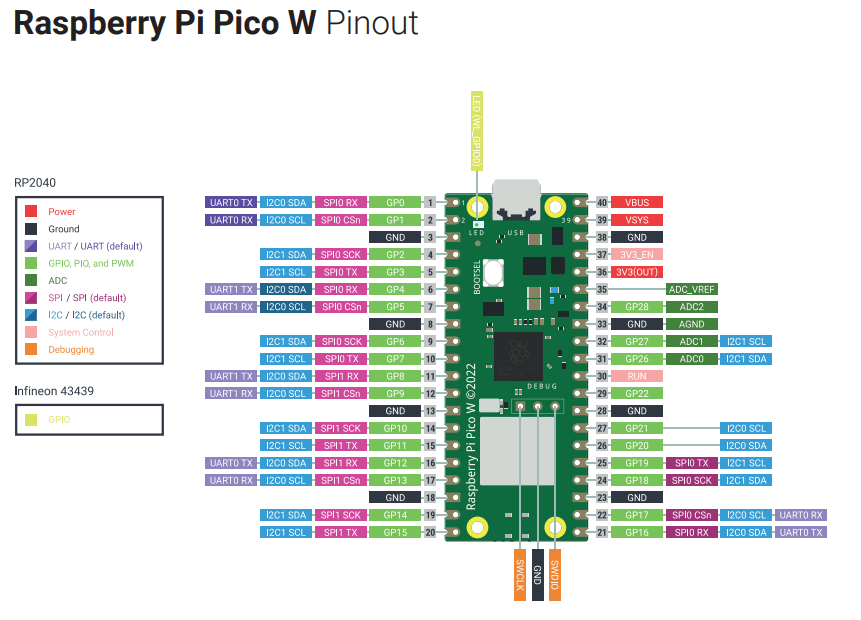 Raspberry Pi Pico W Pinout
LED (WL_GPIO0)
RP2040
Power
Ground
UART / UART (default)
GPIO, PIO, and PWM
ADC
SPI / SPI (default)
I2C / I2C (default)
System Control
Debugging
Infineon 43439
GPIO
UART0 TX I2C0 SDA SPI0 RX GP0 1
UART0 RX I2C0 SCL SPI0 CSn GP1 2
GND 3
I2C1 SDA SPI0 SCK GP2 4
I2C1 SCL SPI0 TX GP3 5
UART1 TX I2C0 SDA SPI0 RX GP4 6
UART1 RX I2C0 SCL SPI0 CSn GP5 7
GND 8
I2C1 SDA SPI0 SCK GP6 9
I2C1 SCL SPI0 TX GP7 10
UART1 TX I2C0 SDA SPI1 RX GP8 11
UART1 RX I2C0 SCL SPI1 CSn GP9 12
GND 13
I2C1 SDA SPI1 SCK GP10 14
I2C1 SCL SPI1 TX GP11 15
UART0 TX I2C0 SDA SPI1 RX GP12 16
UART0 RX I2C0 SCL SPI1 CSn GP13 17
GND 18
I2C1 SDA SPI1 SCK GP14 19
I2C1 SCL SPI1 TX GP15 20
1
2
39
LED USB
BOOTSEL
DEBUG
Raspberry Pi Pico W ©2022
40 VBUS
39 VSYS
38 GND
37 3V3_EN
36 3V3(OUT)
35 ADC_VREF
34 GP28 ADC2
33 GND AGND
32 GP27 ADC1 I2C1 SCL
31 GP26 ADC0 I2C1 SDA
30 RUN
29 GP22
28 GND
27 GP21 I2C0 SCL
26 GP20 I2C0 SDA
25 GP19 SPI0 TX I2C1 SCL
24 GP18 SPI0 SCK I2C1 SDA
23 GND
22 GP17 SPI0 CSn I2C0 SCL UART0 RX
21 GP16 SPI0 RX I2C0 SDA UART0 TX
SWCLK
GND
SWDIO